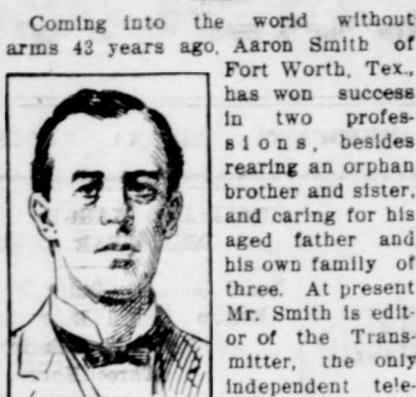 Coming into the world without
arms 43 years ago, Aaron Smith of
Fort Worth, Tex.,
has won success
in two profes-
sions, besides
rearing an orphan
brother and sister,
and caring for his
aged father and
his own family of
three. At present
Mr. Smith is edit-
or of the Trans-
mitter, the only
independent tele-